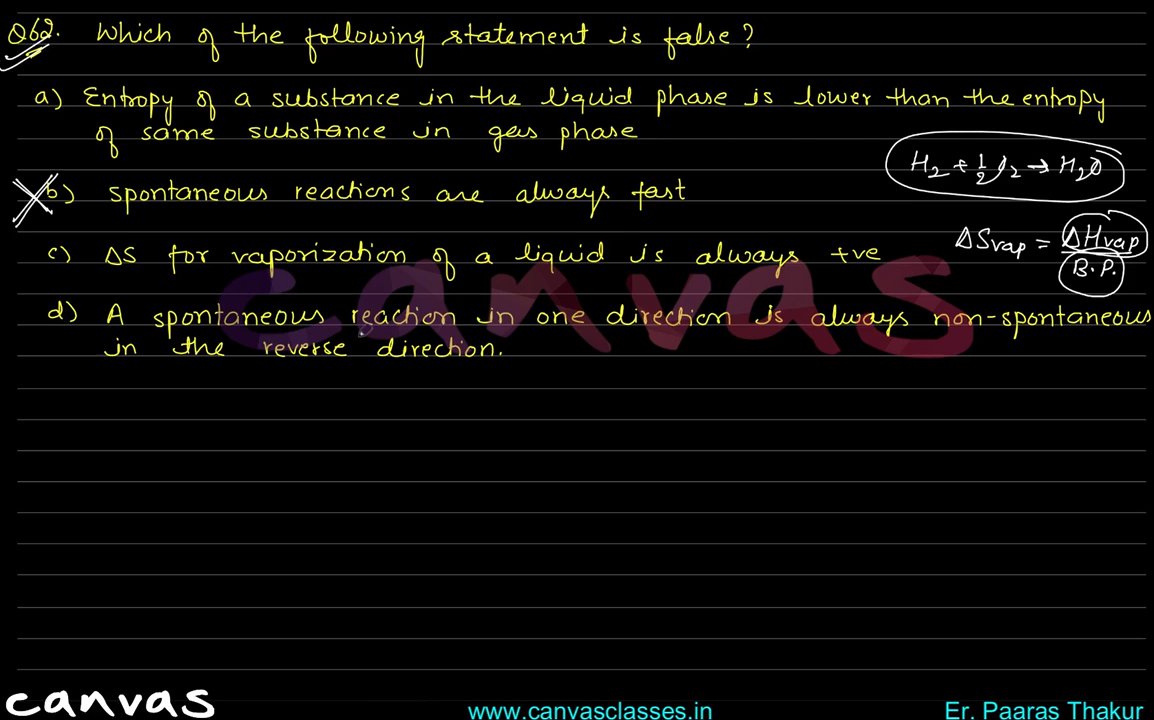 Q62. Which of the following statement is false?
a) Entropy of a substance in the liquid phase is lower than the entropy
of same substance in gas phase
H2 + 1/2 O2 → H2O
b) spontaneous reactions are always fast
ΔSvap = ΔHvap / B.P.
c) ΔS for vaporization of a liquid is always +ve
canvas
d) A spontaneous reaction in one direction is always non-spontaneous
in the reverse direction.
canvas
www.canvasclasses.in
Er. Paaras Thakur